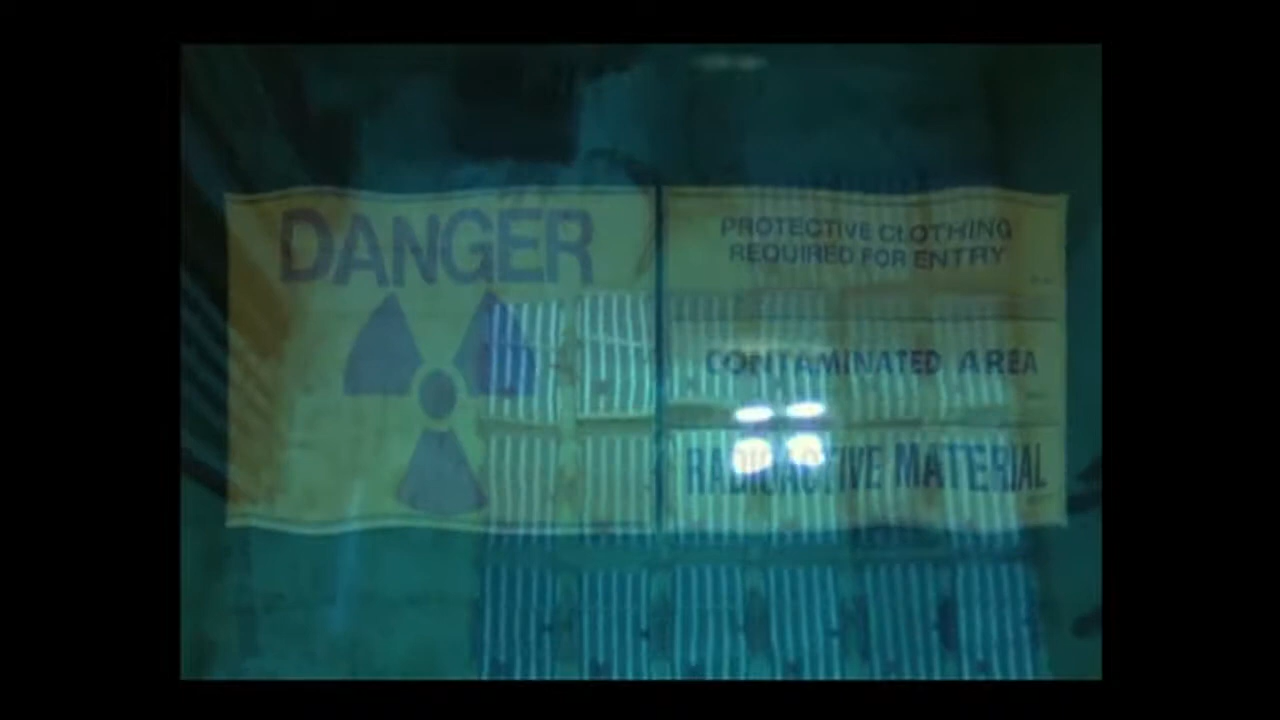 DANGER
PROTECTIVE CLOTHING
REQUIRED FOR ENTRY
CONTAMINATED AREA
RADIOACTIVE MATERIAL